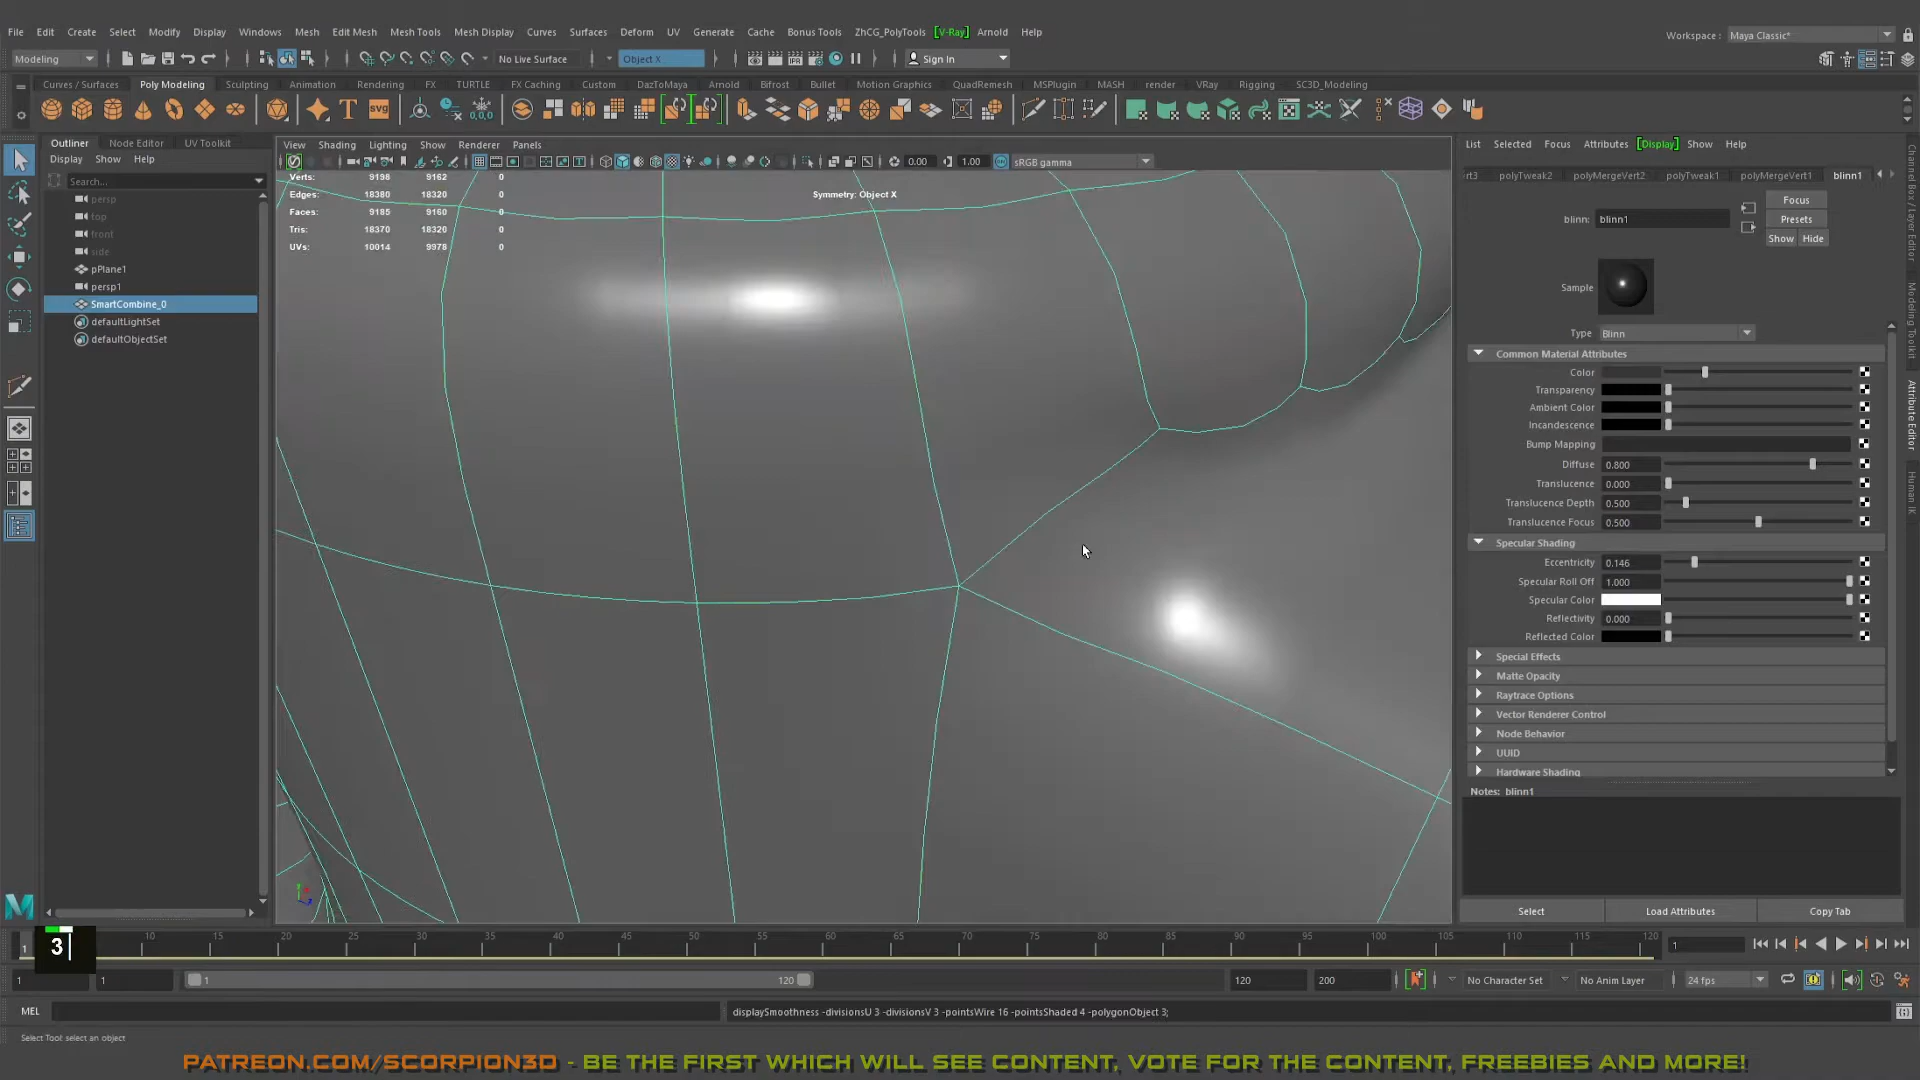 File Edit Create Select Modify Display Windows Mesh Edit Mesh Mesh Tools Mesh Display Curves Surfaces Deform UV Generate Cache Bonus Tools ZhCG_PolyTools [V-Ray] Arnold Help
Workspace : Maya Classic*
Modeling No Live Surface Object X Sign In
Curves / Surfaces Poly Modeling Sculpting Rigging Animation Rendering FX TURTLE FX Caching Custom DazToMaya Arnold Bifrost Bullet Motion Graphics QuadRemesh MSPlugin MASH render VRay Rigging SC3D_Modeling
Outliner Node Editor UV Toolkit
Display Show Help
Search...
persp
top
front
side
pPlane1
persp1
SmartCombine_0
defaultLightSet
defaultObjectSet
View Shading Lighting Show Renderer Panels
0.00 1.00 sRGB gamma
Verts: 9198 9162 0
Edges: 18380 18320 0
Faces: 9185 9160 0
Tris: 18370 18320 0
UVs: 10014 9978 0
Symmetry: Object X
List Selected Focus Attributes [Display] Show Help
rt3 polyTweak2 polyMergeVert2 polyTweak1 polyMergeVert1 blinn1
blinn: blinn1
Focus
Presets
Show Hide
Sample
Type Blinn
Common Material Attributes
Color
Transparency
Ambient Color
Incandescence
Bump Mapping
Diffuse 0.800
Translucence 0.000
Translucence Depth 0.500
Translucence Focus 0.500
Specular Shading
Eccentricity 0.146
Specular Roll Off 1.000
Specular Color
Reflectivity 0.000
Reflected Color
Special Effects
Matte Opacity
Raytrace Options
Vector Renderer Control
Node Behavior
UUID
Hardware Shading
Notes: blinn1
Select Load Attributes Copy Tab
Channel Box / Layer Editor
Modeling Toolkit
Attribute Editor
Human IK
3
1 10 15 20 25 30 35 40 45 50 55 60 65 70 75 80 85 90 95 100 105 110 115 120 1
1 1 1 120 120 200 No Character Set No Anim Layer 24 fps
MEL displaySmoothness -divisionsU 3 -divisionsV 3 -pointsWire 16 -pointsShaded 4 -polygonObject 3;
Select Tool: select an object
PATREON.COM/SCORPION3D - BE THE FIRST WHICH WILL SEE CONTENT, VOTE FOR THE CONTENT, FREEBIES AND MORE!